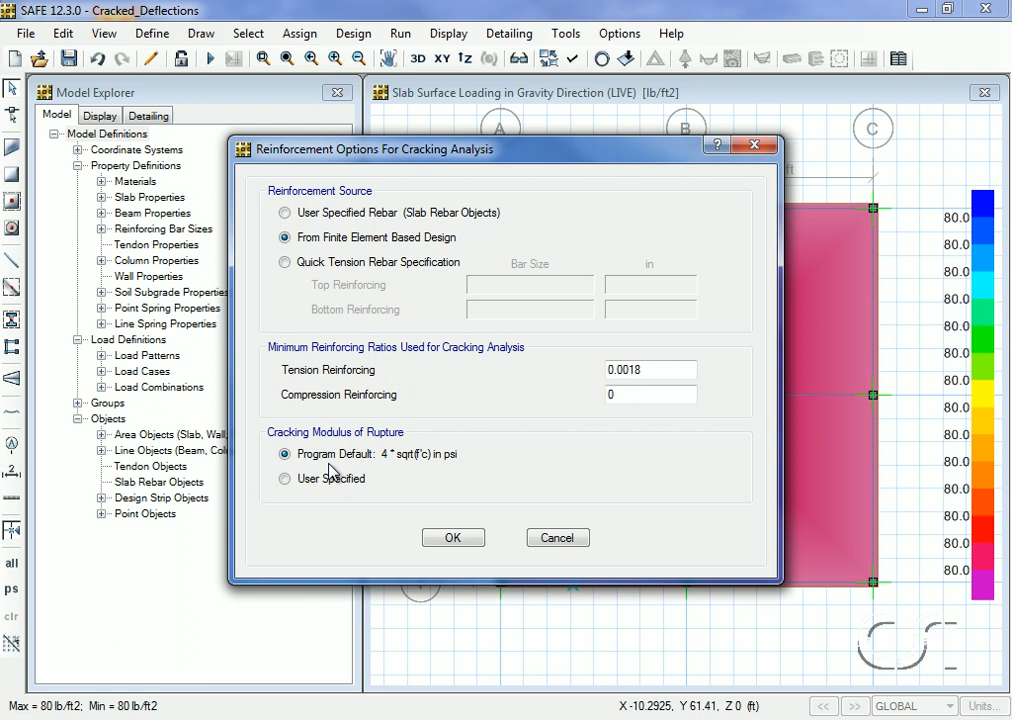 SAFE 12.3.0 - Cracked_Deflections
File Edit View Define Draw Select Assign Design Run Display Detailing Tools Options Help
3D XY
Model Explorer
Model Display Detailing
Model Definitions
Coordinate Systems
Property Definitions
Materials
Slab Properties
Beam Properties
Reinforcing Bar Sizes
Tendon Properties
Column Properties
Wall Properties
Soil Subgrade Properties
Point Spring Properties
Line Spring Properties
Load Definitions
Load Patterns
Load Cases
Load Combinations
Groups
Objects
Area Objects (Slab, Wall,
Line Objects (Beam, Col
Tendon Objects
Slab Rebar Objects
Design Strip Objects
Point Objects
all
ps
clr
Slab Surface Loading in Gravity Direction (LIVE) [lb/ft2]
A B C
ft
Reinforcement Options For Cracking Analysis
Reinforcement Source
User Specified Rebar (Slab Rebar Objects)
From Finite Element Based Design
Quick Tension Rebar Specification
Bar Size in
Top Reinforcing
Bottom Reinforcing
Minimum Reinforcing Ratios Used for Cracking Analysis
Tension Reinforcing 0.0018
Compression Reinforcing 0
Cracking Modulus of Rupture
Program Default: 4 * sqrt(f'c) in psi
User Specified
OK Cancel
80.0
80.0
80.0
80.0
80.0
80.0
80.0
80.0
80.0
80.0
80.0
80.0
80.0
80.0
CSI
Max = 80 lb/ft2; Min = 80 lb/ft2
X -10.2925, Y 61.41, Z 0 (ft)
<< >> GLOBAL Units...